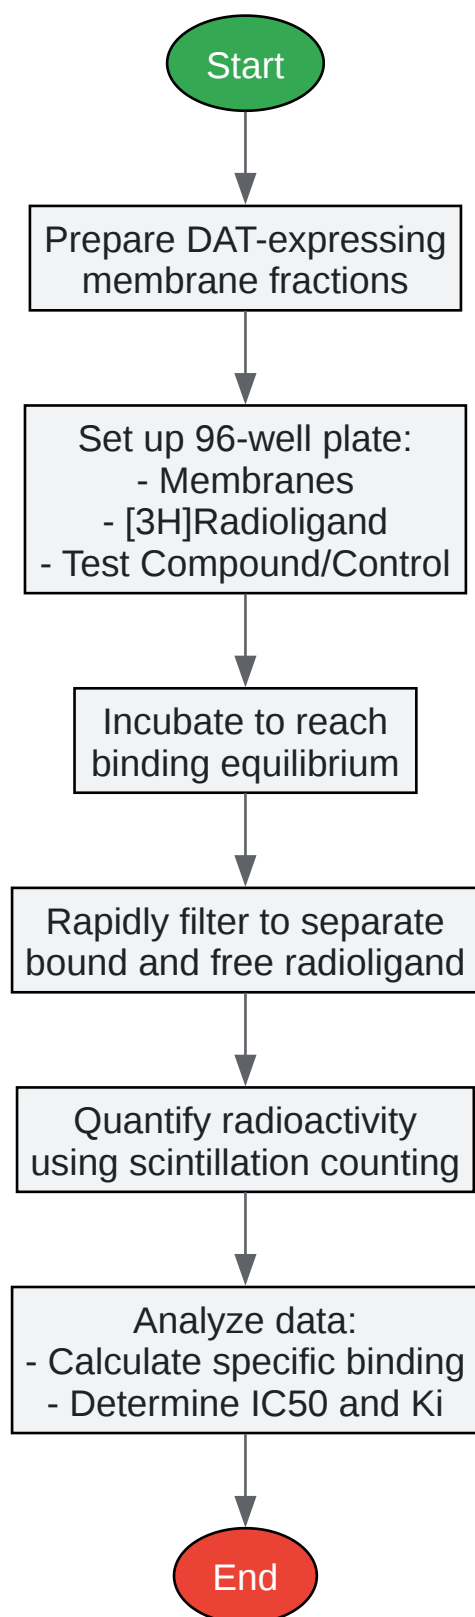 Start
Prepare DAT-expressing
membrane fractions
Set up 96-well plate:
- Membranes
- [3H]Radioligand
- Test Compound/Control
Incubate to reach
binding equilibrium
Rapidly filter to separate
bound and free radioligand
Quantify radioactivity
using scintillation counting
Analyze data:
- Calculate specific binding
- Determine IC50 and Ki
End